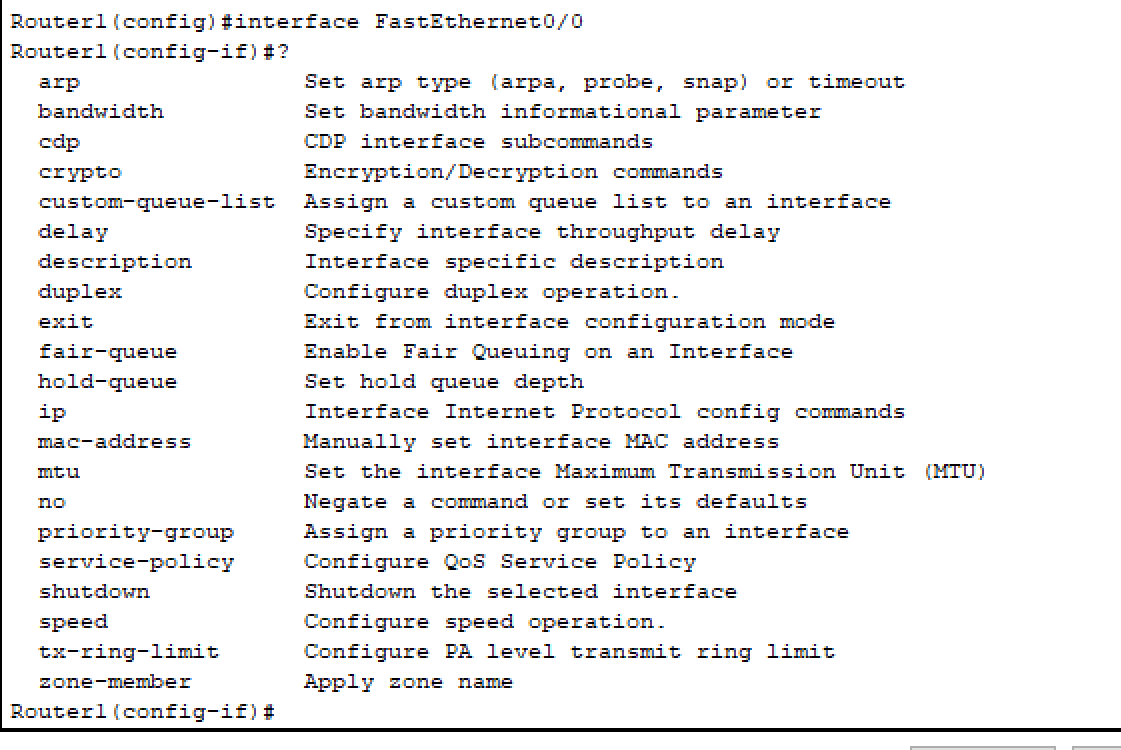 Router1(config)#interface FastEthernet0/0
Router1(config-if)#?
  arp                Set arp type (arpa, probe, snap) or timeout
  bandwidth          Set bandwidth informational parameter
  cdp                CDP interface subcommands
  crypto             Encryption/Decryption commands
  custom-queue-list  Assign a custom queue list to an interface
  delay              Specify interface throughput delay
  description        Interface specific description
  duplex             Configure duplex operation.
  exit               Exit from interface configuration mode
  fair-queue         Enable Fair Queuing on an Interface
  hold-queue         Set hold queue depth
  ip                 Interface Internet Protocol config commands
  mac-address        Manually set interface MAC address
  mtu                Set the interface Maximum Transmission Unit (MTU)
  no                 Negate a command or set its defaults
  priority-group     Assign a priority group to an interface
  service-policy     Configure QoS Service Policy
  shutdown           Shutdown the selected interface
  speed              Configure speed operation.
  tx-ring-limit      Configure PA level transmit ring limit
  zone-member        Apply zone name
Router1(config-if)#